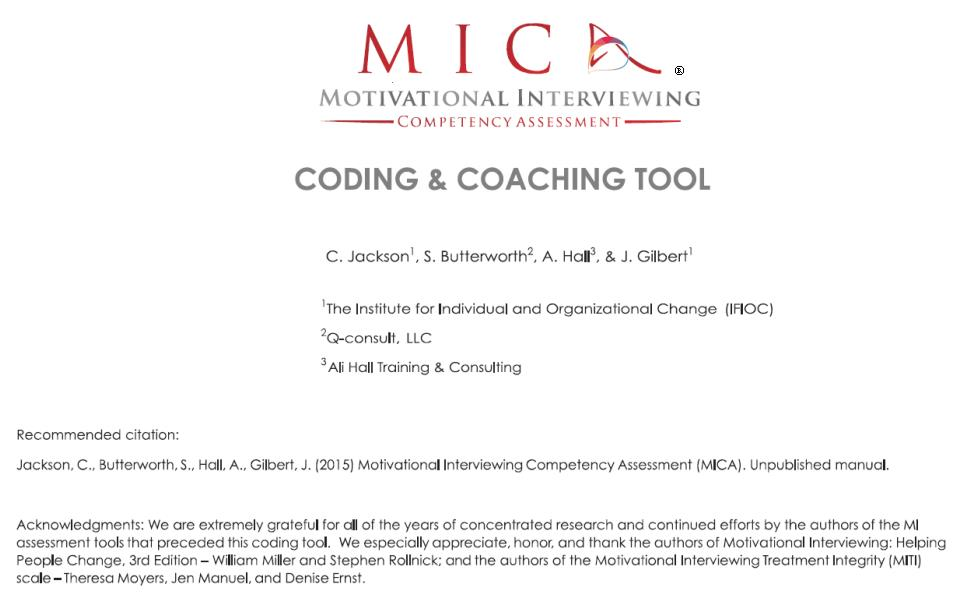 MICA®
MOTIVATIONAL INTERVIEWING
COMPETENCY ASSESSMENT
CODING & COACHING TOOL
C. Jackson¹, S. Butterworth², A. Hall³, & J. Gilbert¹
¹The Institute for Individual and Organizational Change (IFIOC)
²Q-consult, LLC
³Ali Hall Training & Consulting
Recommended citation:
Jackson, C., Butterworth, S., Hall, A., Gilbert, J. (2015) Motivational Interviewing Competency Assessment (MICA). Unpublished manual.
Acknowledgments: We are extremely grateful for all of the years of concentrated research and continued efforts by the authors of the MI
assessment tools that preceded this coding tool. We especially appreciate, honor, and thank the authors of Motivational Interviewing: Helping
People Change, 3rd Edition – William Miller and Stephen Rollnick; and the authors of the Motivational Interviewing Treatment Integrity (MITI)
scale – Theresa Moyers, Jen Manuel, and Denise Ernst.